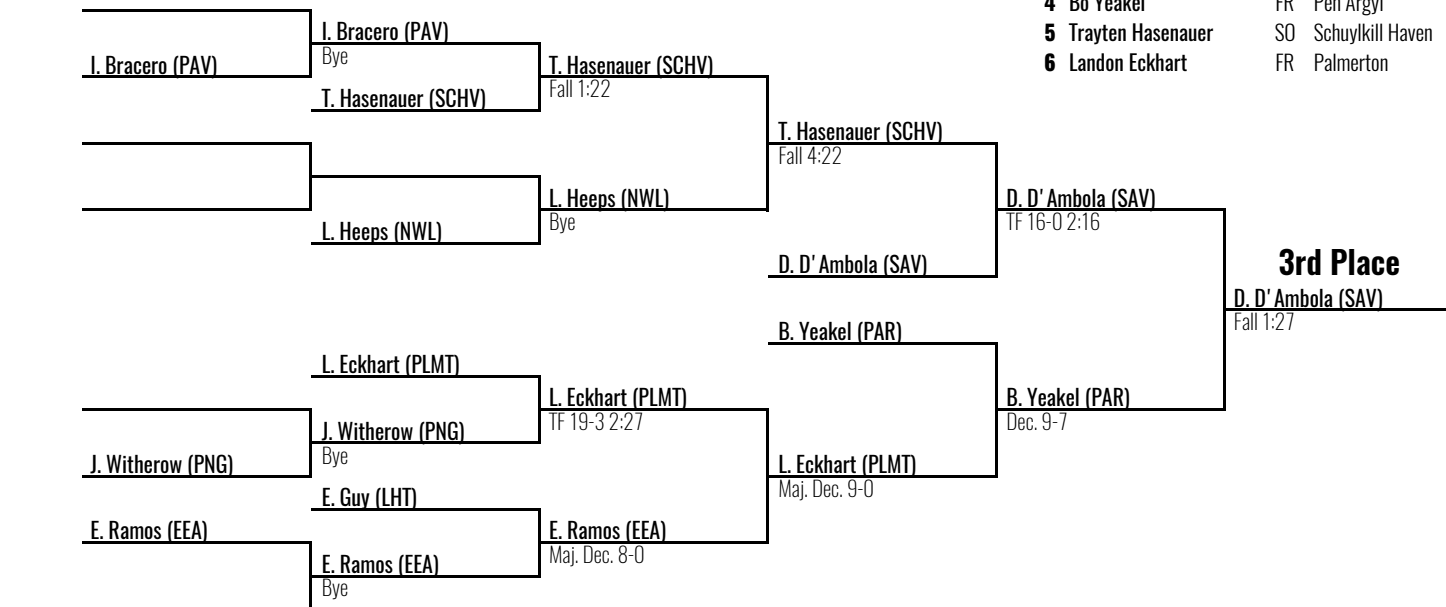 4 Bo Yeakel FR Pen Argyl
I. Bracero (PAV)
Bye
5 Trayten Hasenauer SO Schuylkill Haven
I. Bracero (PAV)
T. Hasenauer (SCHV)
Fall 1:22
6 Landon Eckhart FR Palmerton
T. Hasenauer (SCHV)
T. Hasenauer (SCHV)
Fall 4:22
L. Heeps (NWL)
Bye
D. D'Ambola (SAV)
TF 16-0 2:16
L. Heeps (NWL)
D. D'Ambola (SAV)
3rd Place
D. D'Ambola (SAV)
Fall 1:27
B. Yeakel (PAR)
L. Eckhart (PLMT)
L. Eckhart (PLMT)
TF 19-3 2:27
B. Yeakel (PAR)
Dec. 9-7
J. Witherow (PNG)
Bye
J. Witherow (PNG)
L. Eckhart (PLMT)
Maj. Dec. 9-0
E. Guy (LHT)
E. Ramos (EEA)
E. Ramos (EEA)
Maj. Dec. 8-0
E. Ramos (EEA)
Bye